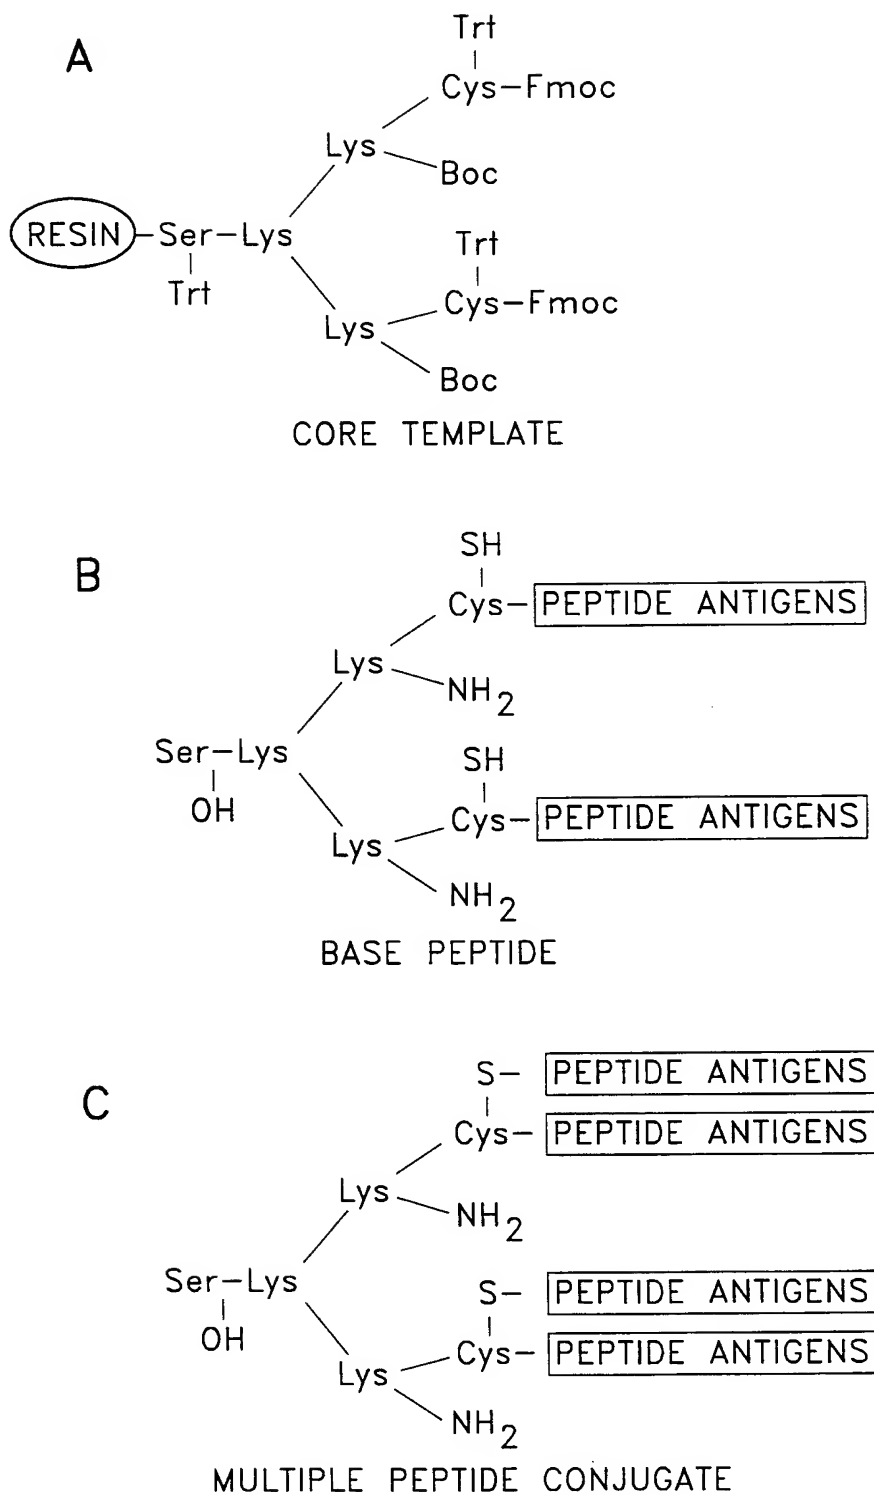 A
Trt
Cys-Fmoc
Lys
Boc
RESIN-Ser-Lys
Trt
Trt
Cys-Fmoc
Lys
Boc
CORE TEMPLATE
B
SH
Cys-PEPTIDE ANTIGENS
Lys
NH2
Ser-Lys
OH
SH
Cys-PEPTIDE ANTIGENS
Lys
NH2
BASE PEPTIDE
C
S- PEPTIDE ANTIGENS
Cys- PEPTIDE ANTIGENS
Lys
NH2
Ser-Lys
OH
S- PEPTIDE ANTIGENS
Cys- PEPTIDE ANTIGENS
Lys
NH2
MULTIPLE PEPTIDE CONJUGATE